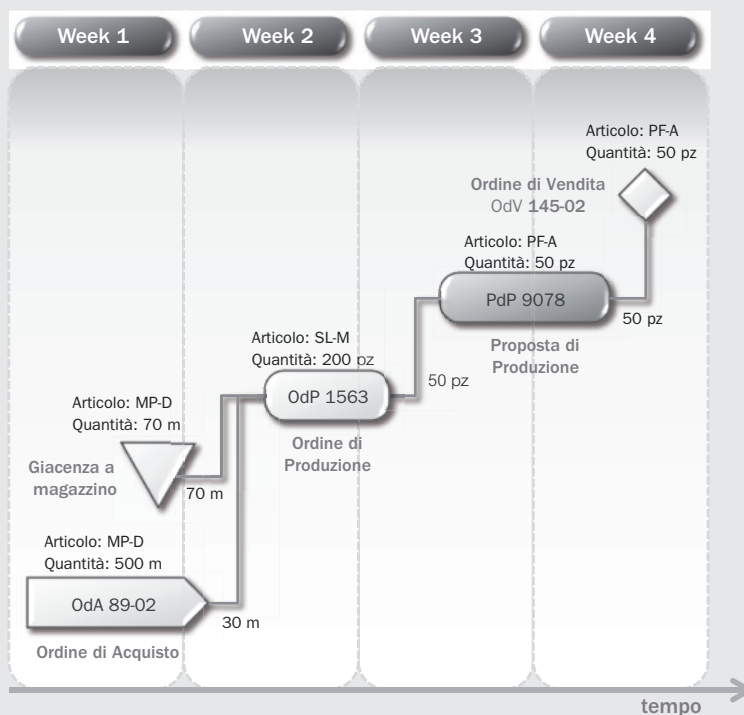 Week 1
Week 2
Week 3
Week 4
Articolo: PF-A
Quantità: 50 pz
Ordine di Vendita
OdV 145-02
Articolo: PF-A
Quantità: 50 pz
PdP 9078
50 pz
Proposta di
Produzione
Articolo: SL-M
Quantità: 200 pz
OdP 1563
50 pz
Ordine di
Produzione
Articolo: MP-D
Quantità: 70 m
Giacenza a
magazzino
70 m
Articolo: MP-D
Quantità: 500 m
OdA 89-02
30 m
Ordine di Acquisto
tempo